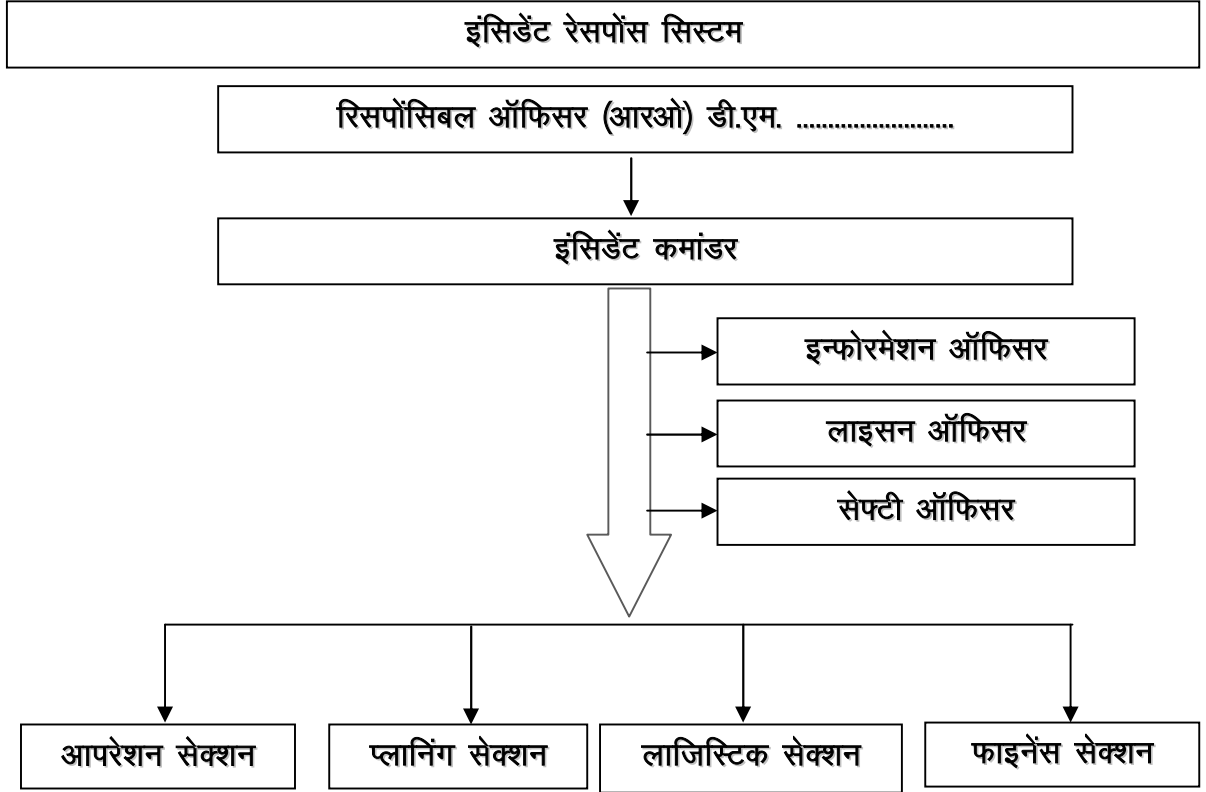 इंसिडेंट रेसपोंस सिस्टम
रिसपोंसिबल ऑफिसर (आरओ) डी.एम. .........................
इंसिडेंट कमांडर
इन्फोरमेशन ऑफिसर
लाइसन ऑफिसर
सेफ्टी ऑफिसर
आपरेशन सेक्शन
प्लानिंग सेक्शन
लाजिस्टिक सेक्शन
फाइनेंस सेक्शन